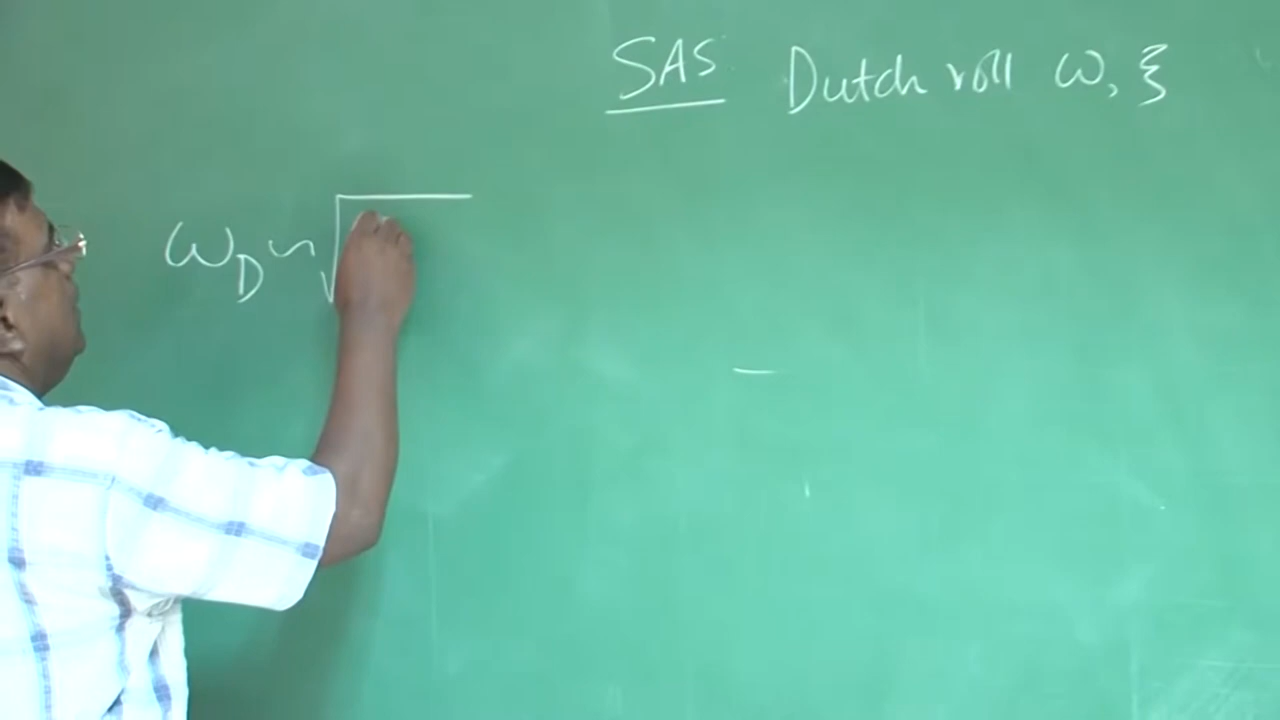 SAS Dutch roll ω, ξ
ω_D ~ √